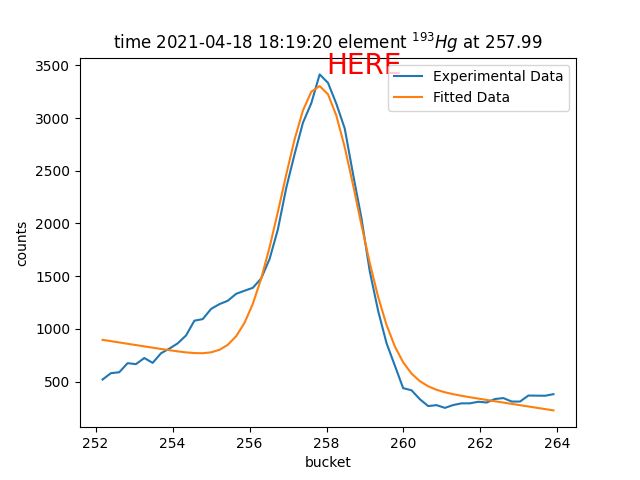 time 2021-04-18 18:19:20 element ¹⁹³Hg at 257.99
HERE
Experimental Data
Fitted Data
3500
3000
2500
2000
1500
1000
500
counts
252 254 256 258 260 262 264
bucket